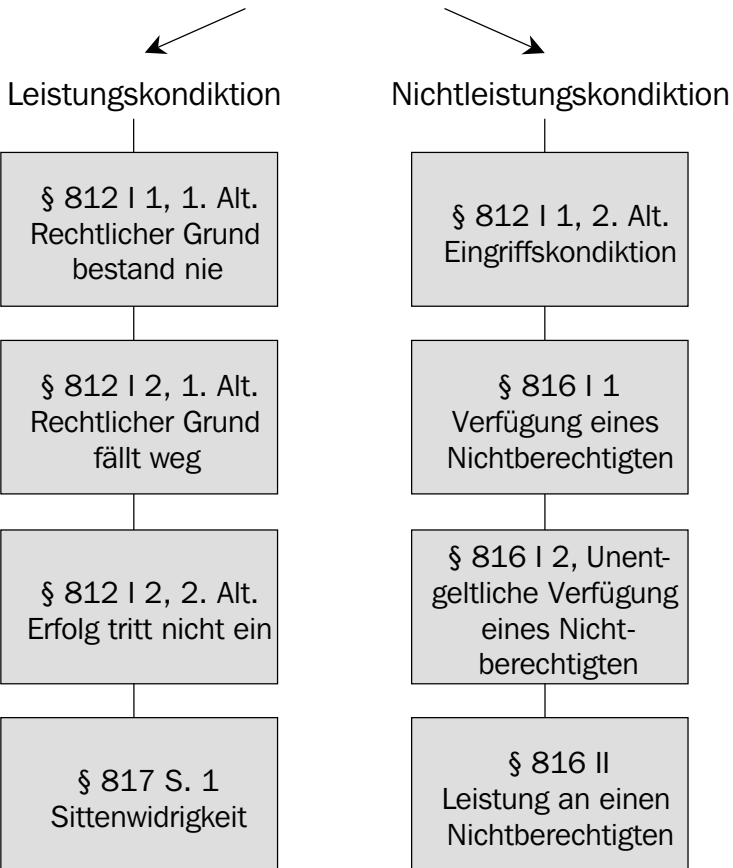 Leistungskondiktion
§ 812 I 1, 1. Alt.
Rechtlicher Grund
bestand nie
§ 812 I 2, 1. Alt.
Rechtlicher Grund
fällt weg
§ 812 I 2, 2. Alt.
Erfolg tritt nicht ein
§ 817 S. 1
Sittenwidrigkeit
Nichtleistungskondiktion
§ 812 I 1, 2. Alt.
Eingriffskondiktion
§ 816 I 1
Verfügung eines
Nichtberechtigten
§ 816 I 2, Unent-
geltliche Verfügung
eines Nicht-
berechtigten
§ 816 II
Leistung an einen
Nichtberechtigten